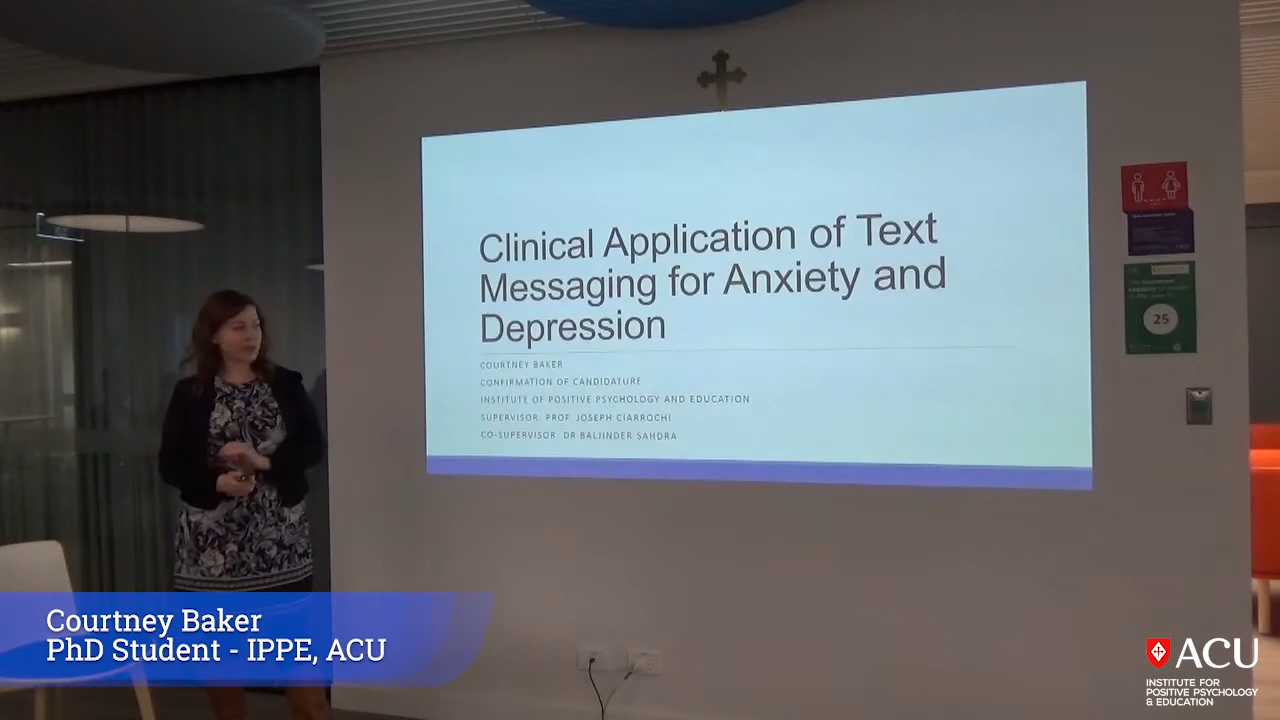 Clinical Application of Text
Messaging for Anxiety and
Depression
COURTNEY BAKER
CONFIRMATION OF CANDIDATURE
INSTITUTE OF POSITIVE PSYCHOLOGY AND EDUCATION
SUPERVISOR: PROF. JOSEPH CIARROCHI
CO-SUPERVISOR: DR BALJINDER SAHDRA
25
Courtney Baker
PhD Student - IPPE, ACU
ACU
INSTITUTE FOR
POSITIVE PSYCHOLOGY
& EDUCATION